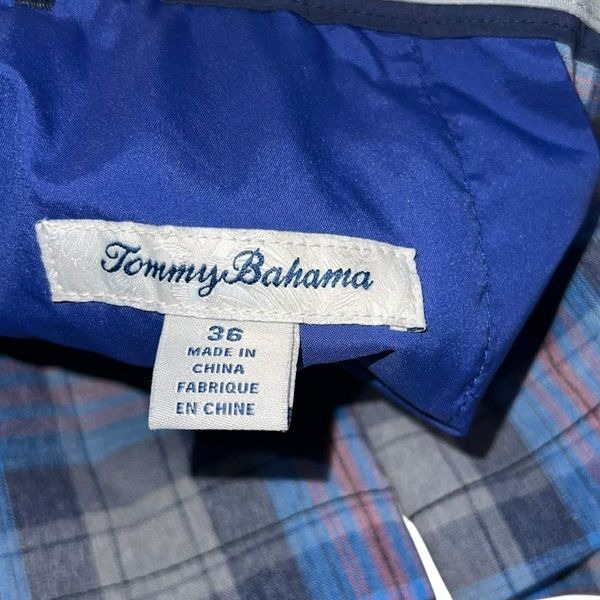 Tommy Bahama
36
MADE IN
CHINA
FABRIQUE
EN CHINE